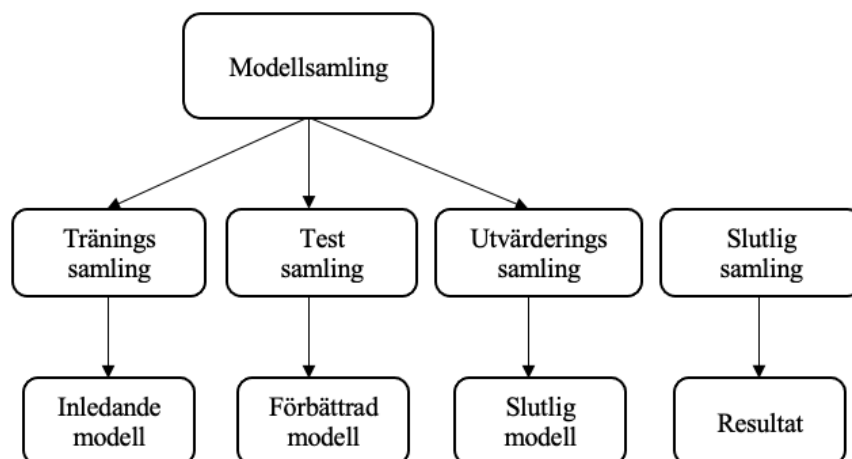 Modellsamling
Tränings
samling
Test
samling
Utvärderings
samling
Slutlig
samling
Inledande
modell
Förbättrad
modell
Slutlig
modell
Resultat